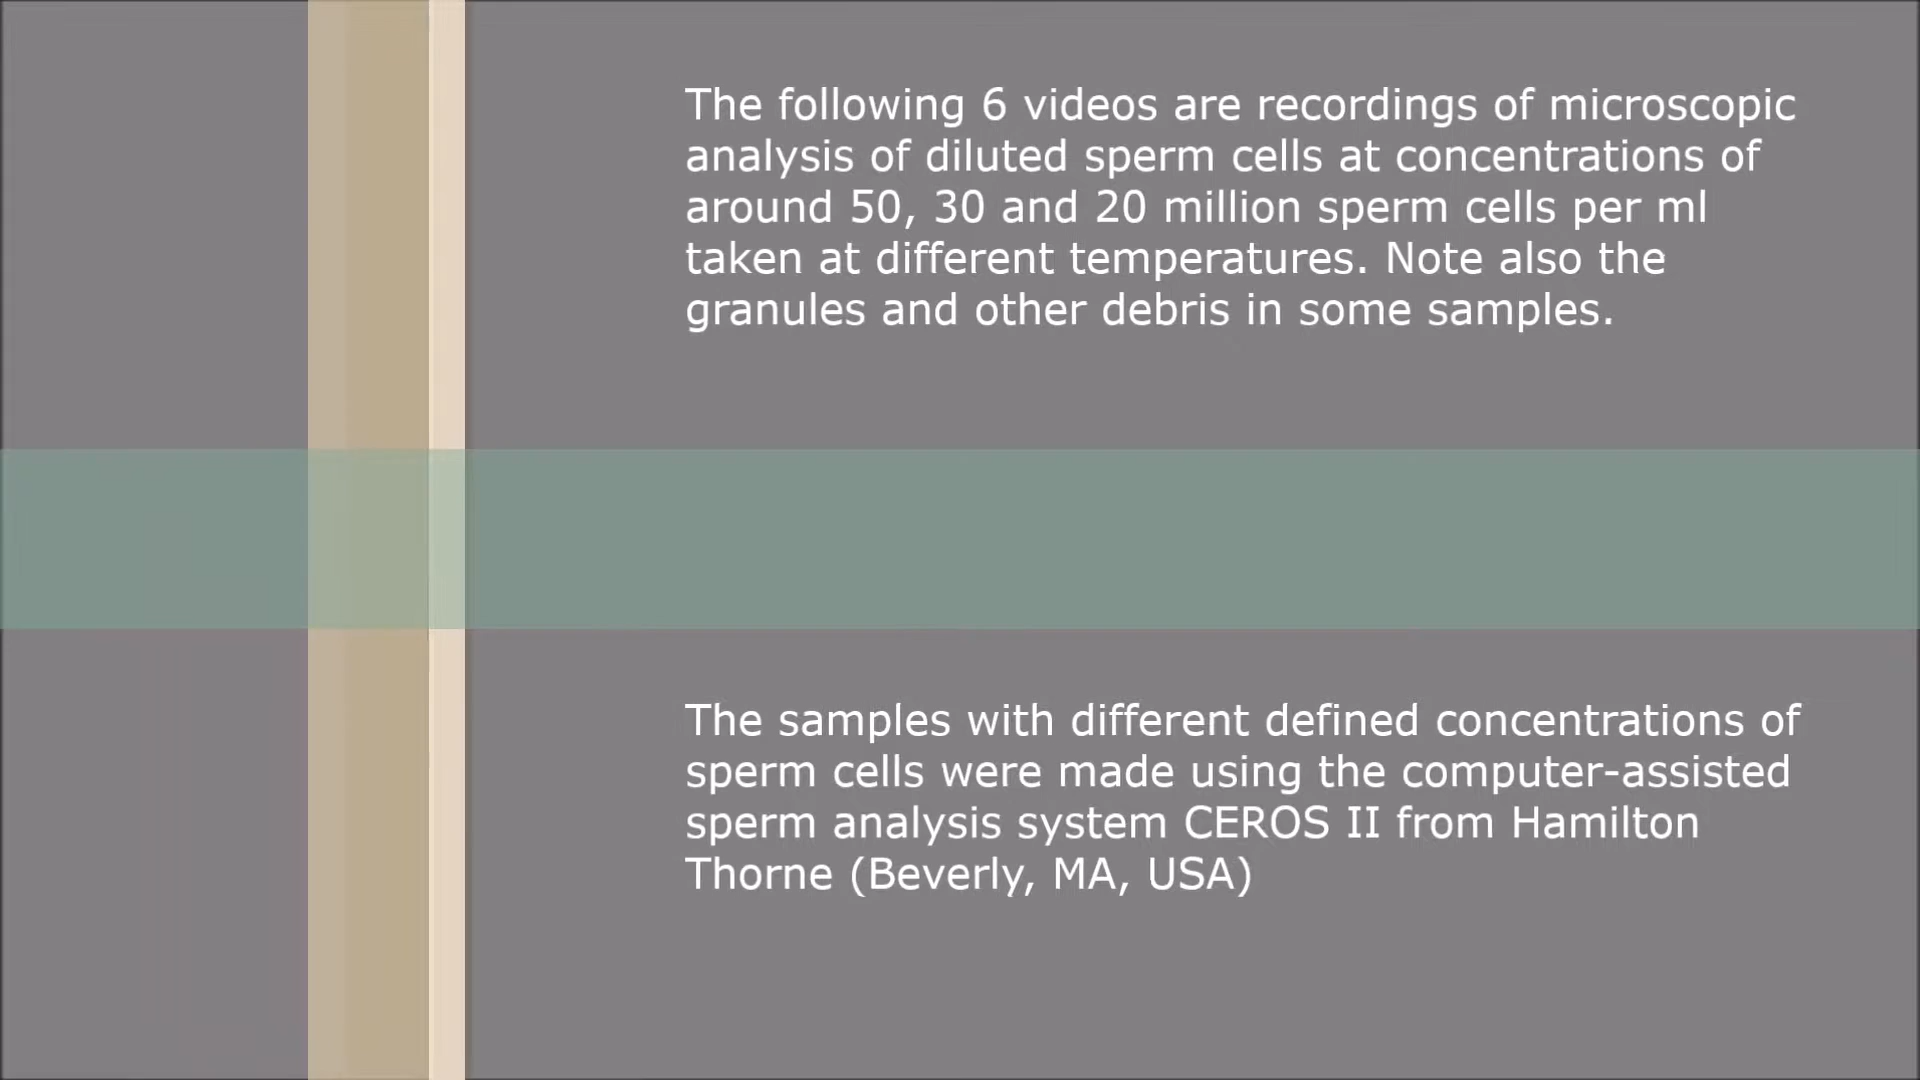 The following 6 videos are recordings of microscopic
analysis of diluted sperm cells at concentrations of
around 50, 30 and 20 million sperm cells per ml
taken at different temperatures. Note also the
granules and other debris in some samples.
The samples with different defined concentrations of
sperm cells were made using the computer-assisted
sperm analysis system CEROS II from Hamilton
Thorne (Beverly, MA, USA)